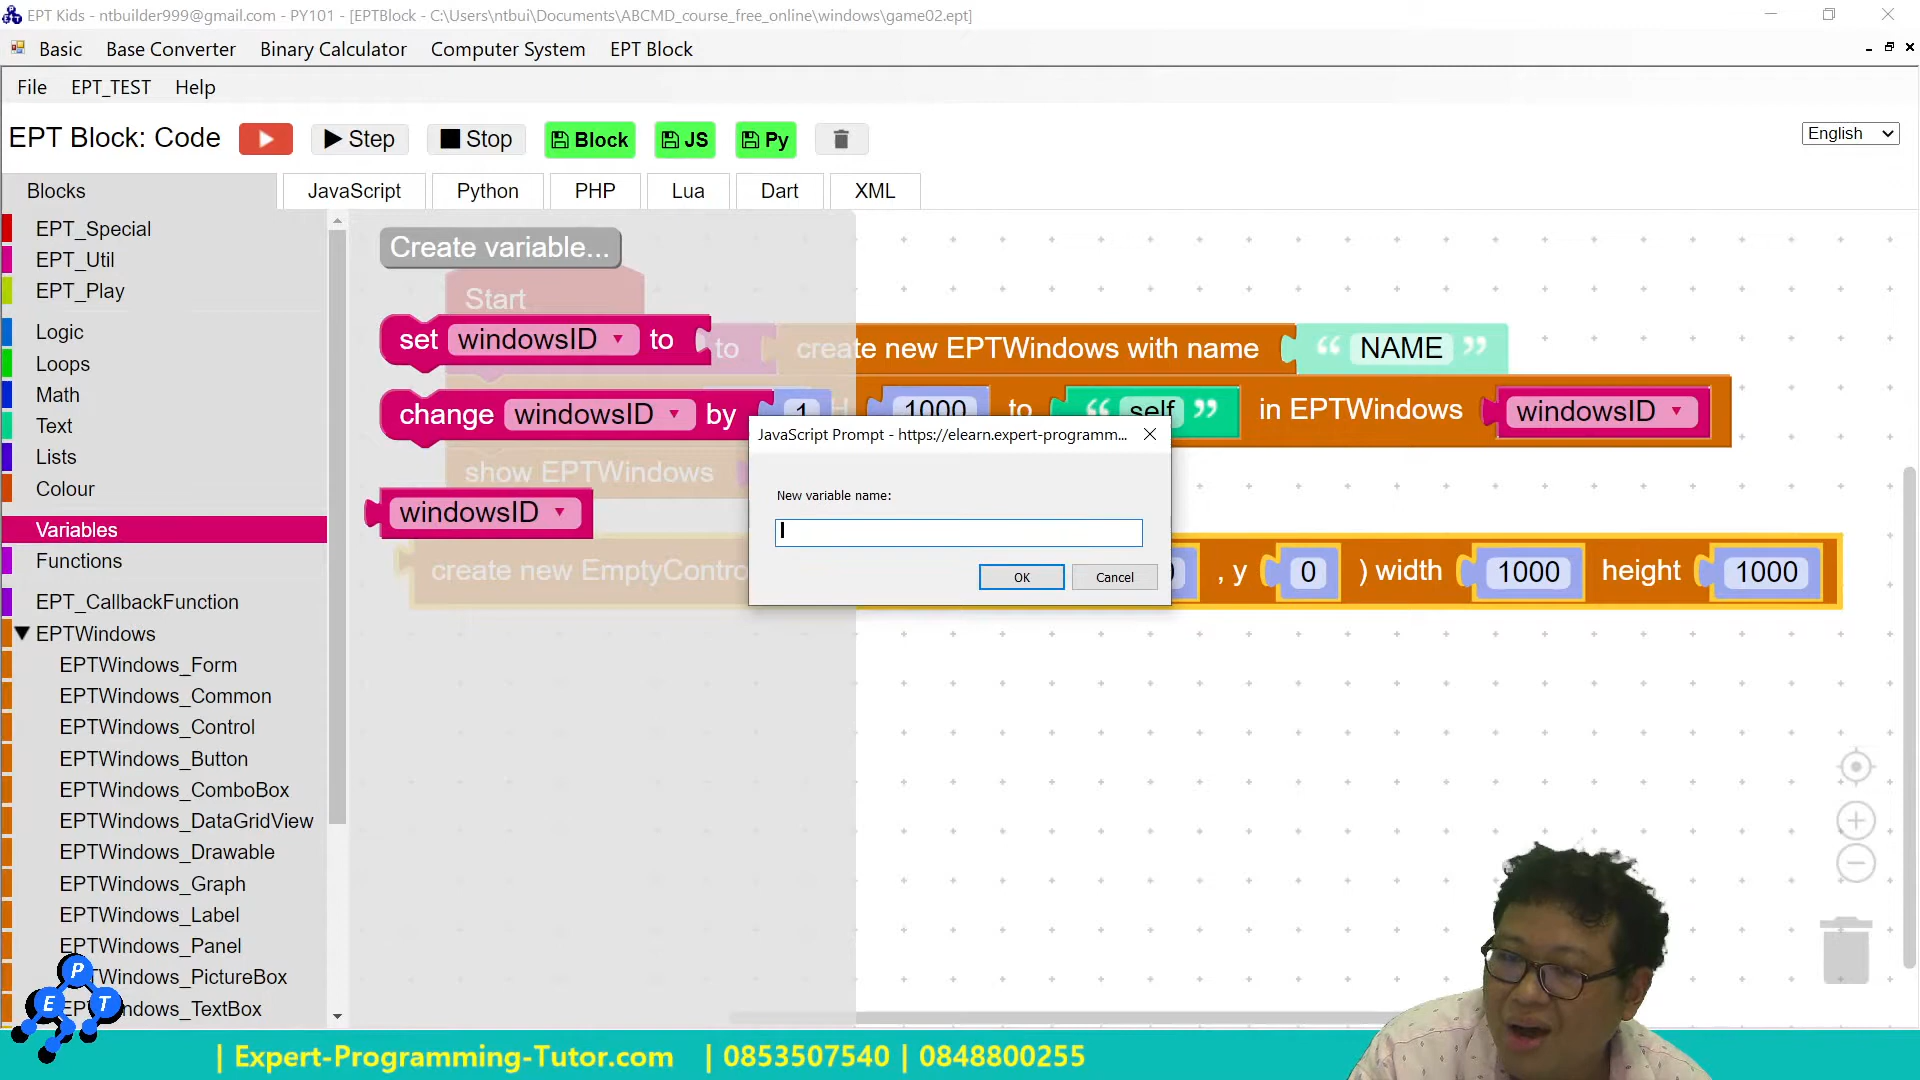 EPT Kids - ntbuilder999@gmail.com - PY101 - [EPTBlock - C:\Users\ntbui\Documents\ABCMD_course_free_online\windows\game02.ept]
Basic Base Converter Binary Calculator Computer System EPT Block
File EPT_TEST Help
EPT Block: Code Step Stop Block JS Py English
Blocks JavaScript Python PHP Lua Dart XML
EPT_Special
EPT_Util
EPT_Play
Logic
Loops
Math
Text
Lists
Colour
Variables
Functions
EPT_CallbackFunction
EPTWindows
EPTWindows_Form
EPTWindows_Common
EPTWindows_Control
EPTWindows_Button
EPTWindows_ComboBox
EPTWindows_DataGridView
EPTWindows_Drawable
EPTWindows_Graph
EPTWindows_Label
EPTWindows_Panel
Windows_PictureBox
ndows_TextBox
Create variable...
Start
set windowsID to
to create new EPTWindows with name “ NAME ”
change windowsID by 1
1000 to “ self ” in EPTWindows windowsID
show EPTWindows
windowsID
create new EmptyContro , y 0 ) width 1000 height 1000
JavaScript Prompt - https://elearn.expert-programm...
New variable name:
OK Cancel
E P T
| Expert-Programming-Tutor.com | 0853507540 | 0848800255